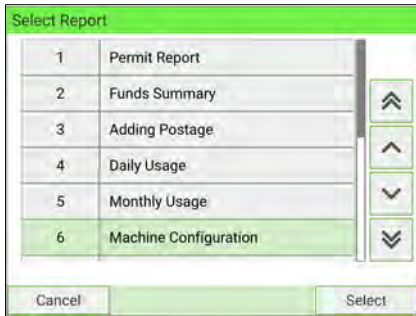 Select Report
1 Permit Report
2 Funds Summary
3 Adding Postage
4 Daily Usage
5 Monthly Usage
6 Machine Configuration
Cancel Select